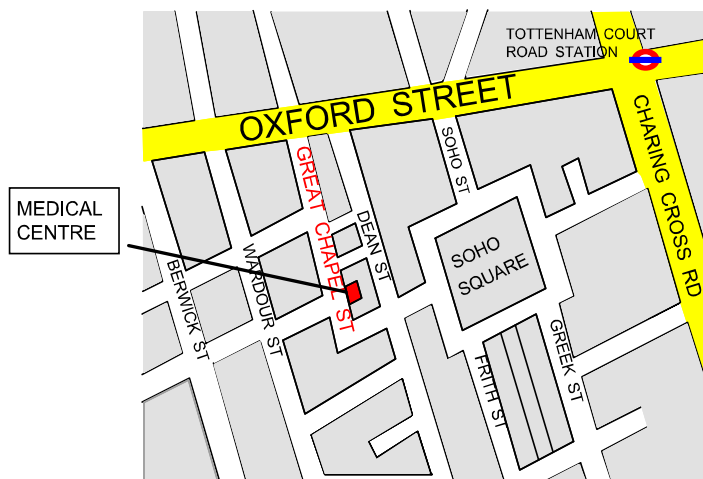 TOTTENHAM COURT
ROAD STATION
OXFORD STREET
CHARING CROSS RD
SOHO ST
GREAT CHAPEL ST
MEDICAL
CENTRE
DEAN ST
SOHO
SQUARE
WARDOUR ST
BERWICK ST
GREEK ST
FRITH ST